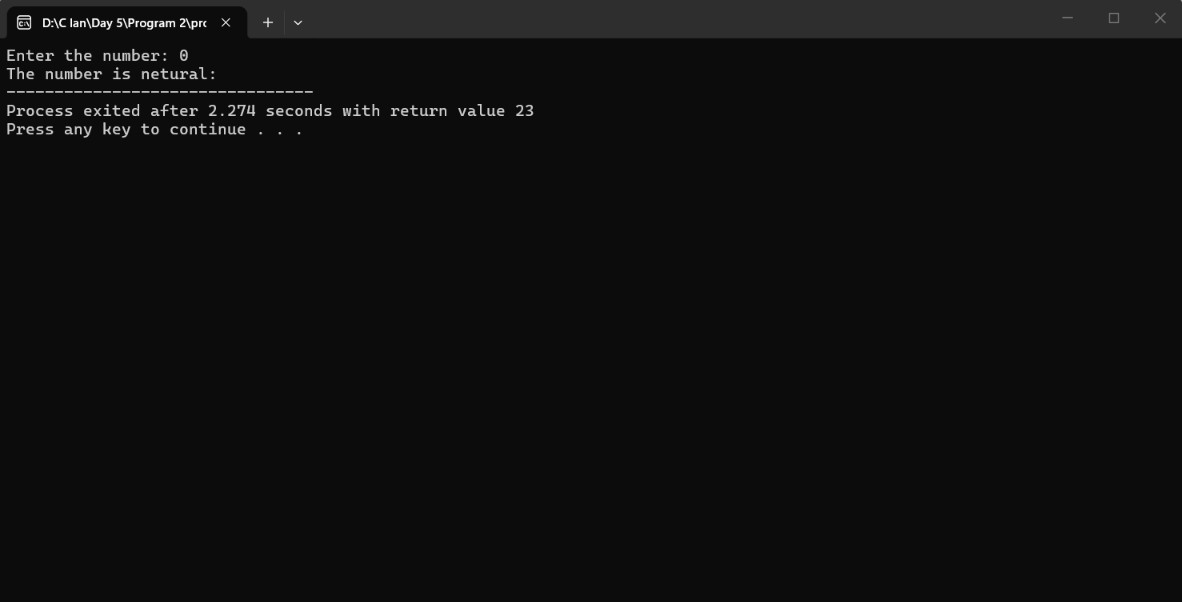 D:\C lan\Day 5\Program 2\prc
Enter the number: 0
The number is netural:
--------------------------------
Process exited after 2.274 seconds with return value 23
Press any key to continue . . .